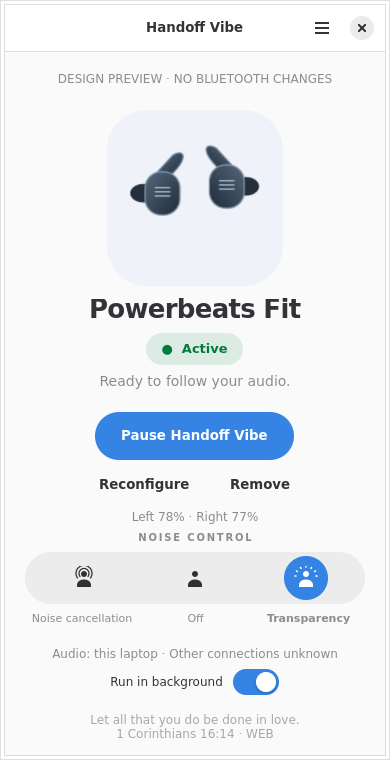 Handoff Vibe
DESIGN PREVIEW · NO BLUETOOTH CHANGES
Powerbeats Fit
Active
Ready to follow your audio.
Pause Handoff Vibe
Reconfigure Remove
Left 78% · Right 77%
NOISE CONTROL
Noise cancellation Off Transparency
Audio: this laptop · Other connections unknown
Run in background
Let all that you do be done in love.
1 Corinthians 16:14 · WEB